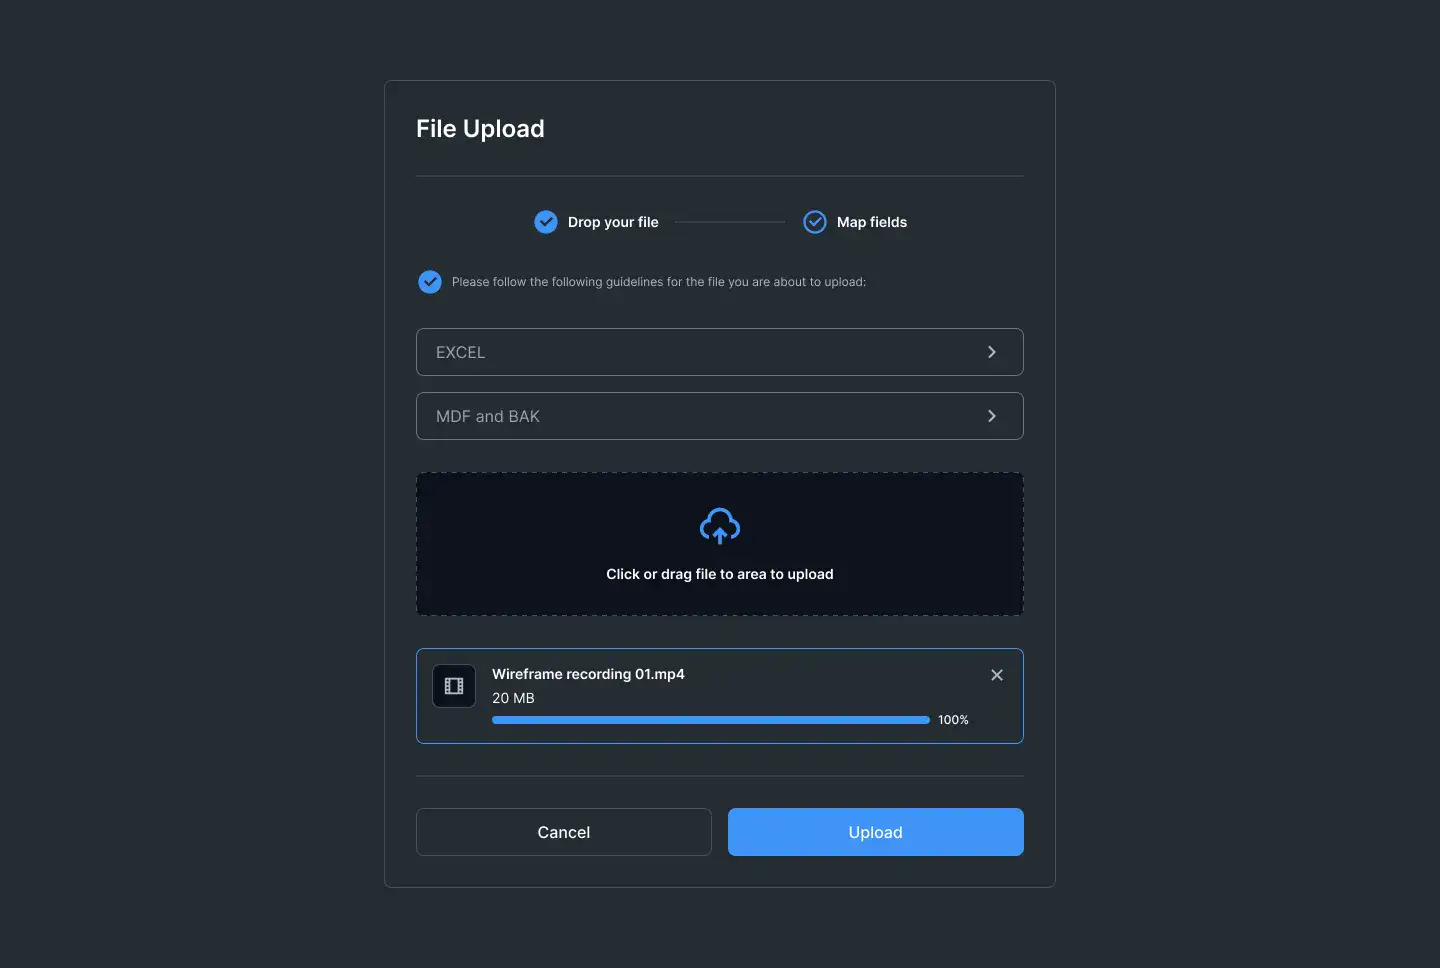 File Upload
Drop your file
Map fields
Please follow the following guidelines for the file you are about to upload:
EXCEL
MDF and BAK
Click or drag file to area to upload
Wireframe recording 01.mp4
20 MB
100%
Cancel
Upload